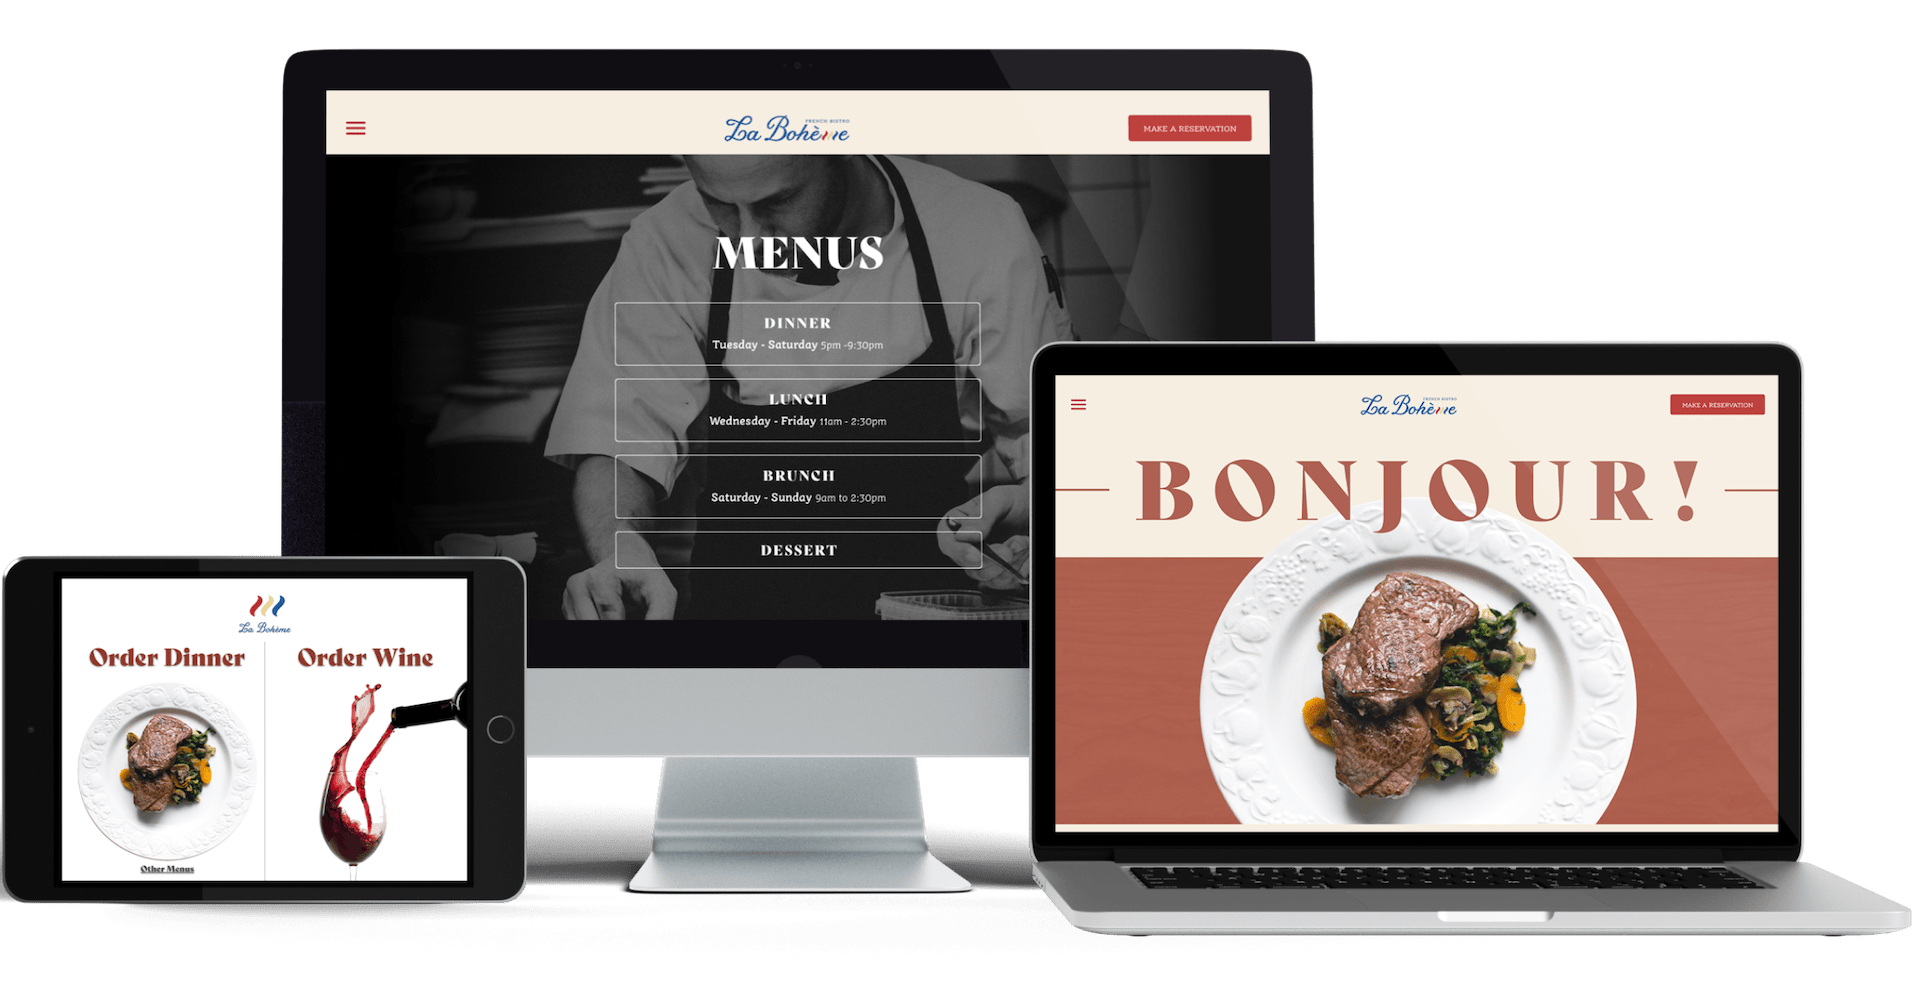 FRENCH BISTRO
La Bohème
MAKE A RESERVATION
MENUS
DINNER
Tuesday - Saturday 5pm -9:30pm
LUNCH
Wednesday - Friday 11am - 2:30pm
BRUNCH
Saturday - Sunday 9am to 2:30pm
DESSERT
FRENCH BISTRO
La Bohème
MAKE A RESERVATION
BONJOUR!
La Bohème
Order Dinner
Order Wine
Other Menus